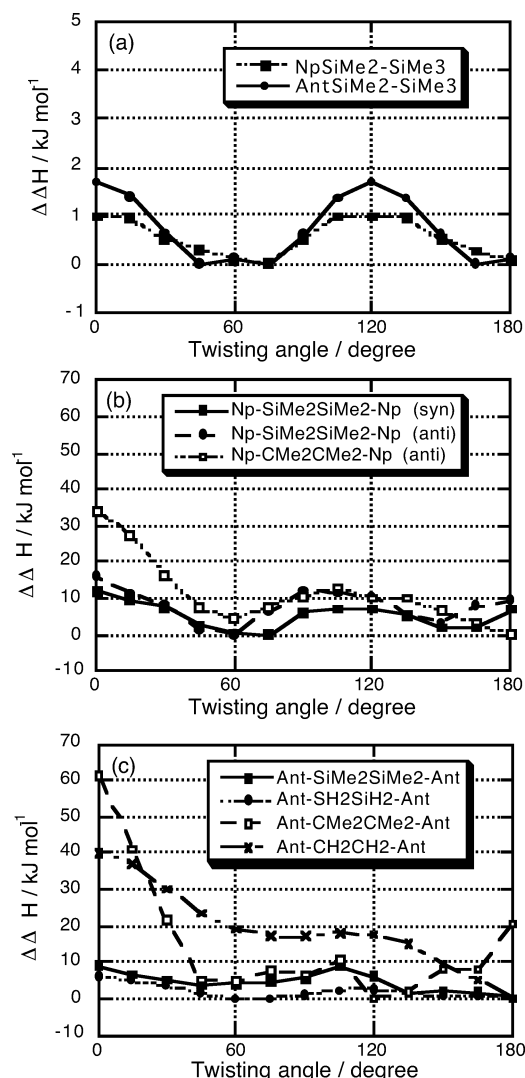 (a)
5
4
3
2
1
0
-1
ΔΔH / kJ mol-1
NpSiMe2-SiMe3
AntSiMe2-SiMe3
0 60 120 180
Twisting angle / degree
(b)
70
60
50
40
30
20
10
0
-10
ΔΔ H / kJ mol-1
Np-SiMe2SiMe2-Np (syn)
Np-SiMe2SiMe2-Np (anti)
Np-CMe2CMe2-Np (anti)
0 60 120 180
Twisting angle / degree
(c)
70
60
50
40
30
20
10
0
-10
ΔΔ H / kJ mol-1
Ant-SiMe2SiMe2-Ant
Ant-SH2SiH2-Ant
Ant-CMe2CMe2-Ant
Ant-CH2CH2-Ant
0 60 120 180
Twisting angle / degree